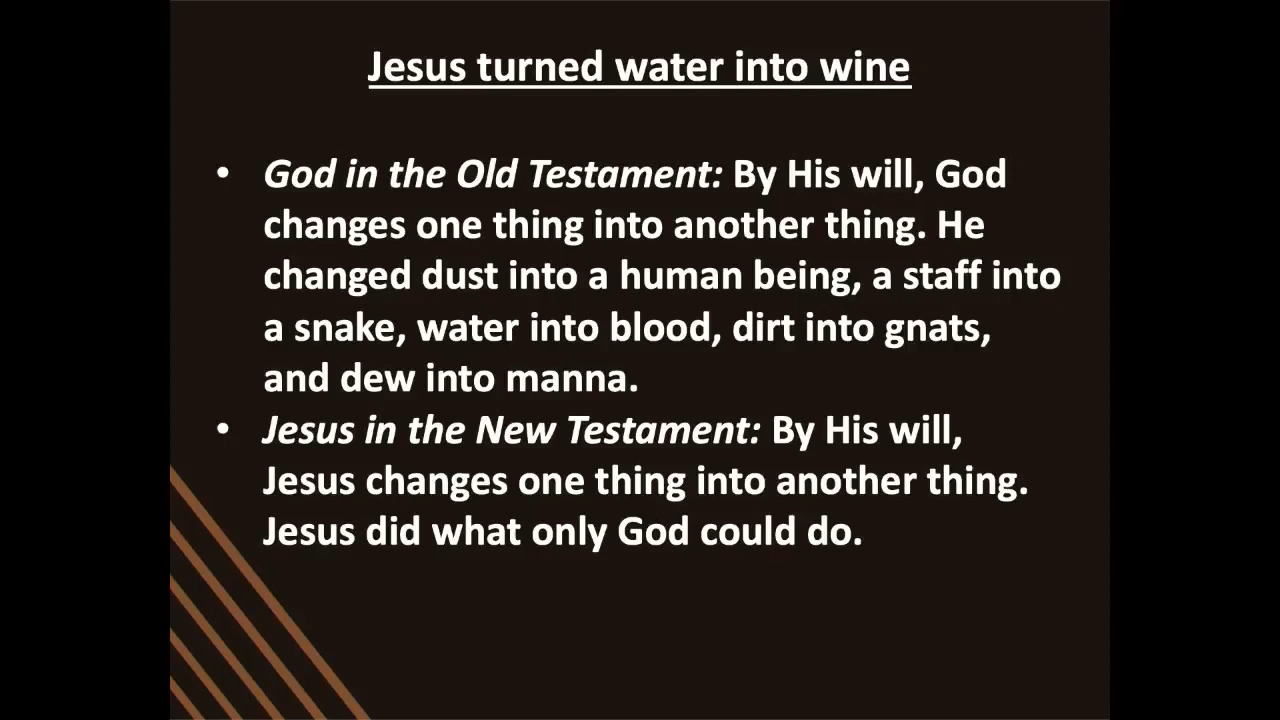 Jesus turned water into wine
• God in the Old Testament: By His will, God
changes one thing into another thing. He
changed dust into a human being, a staff into
a snake, water into blood, dirt into gnats,
and dew into manna.
• Jesus in the New Testament: By His will,
Jesus changes one thing into another thing.
Jesus did what only God could do.